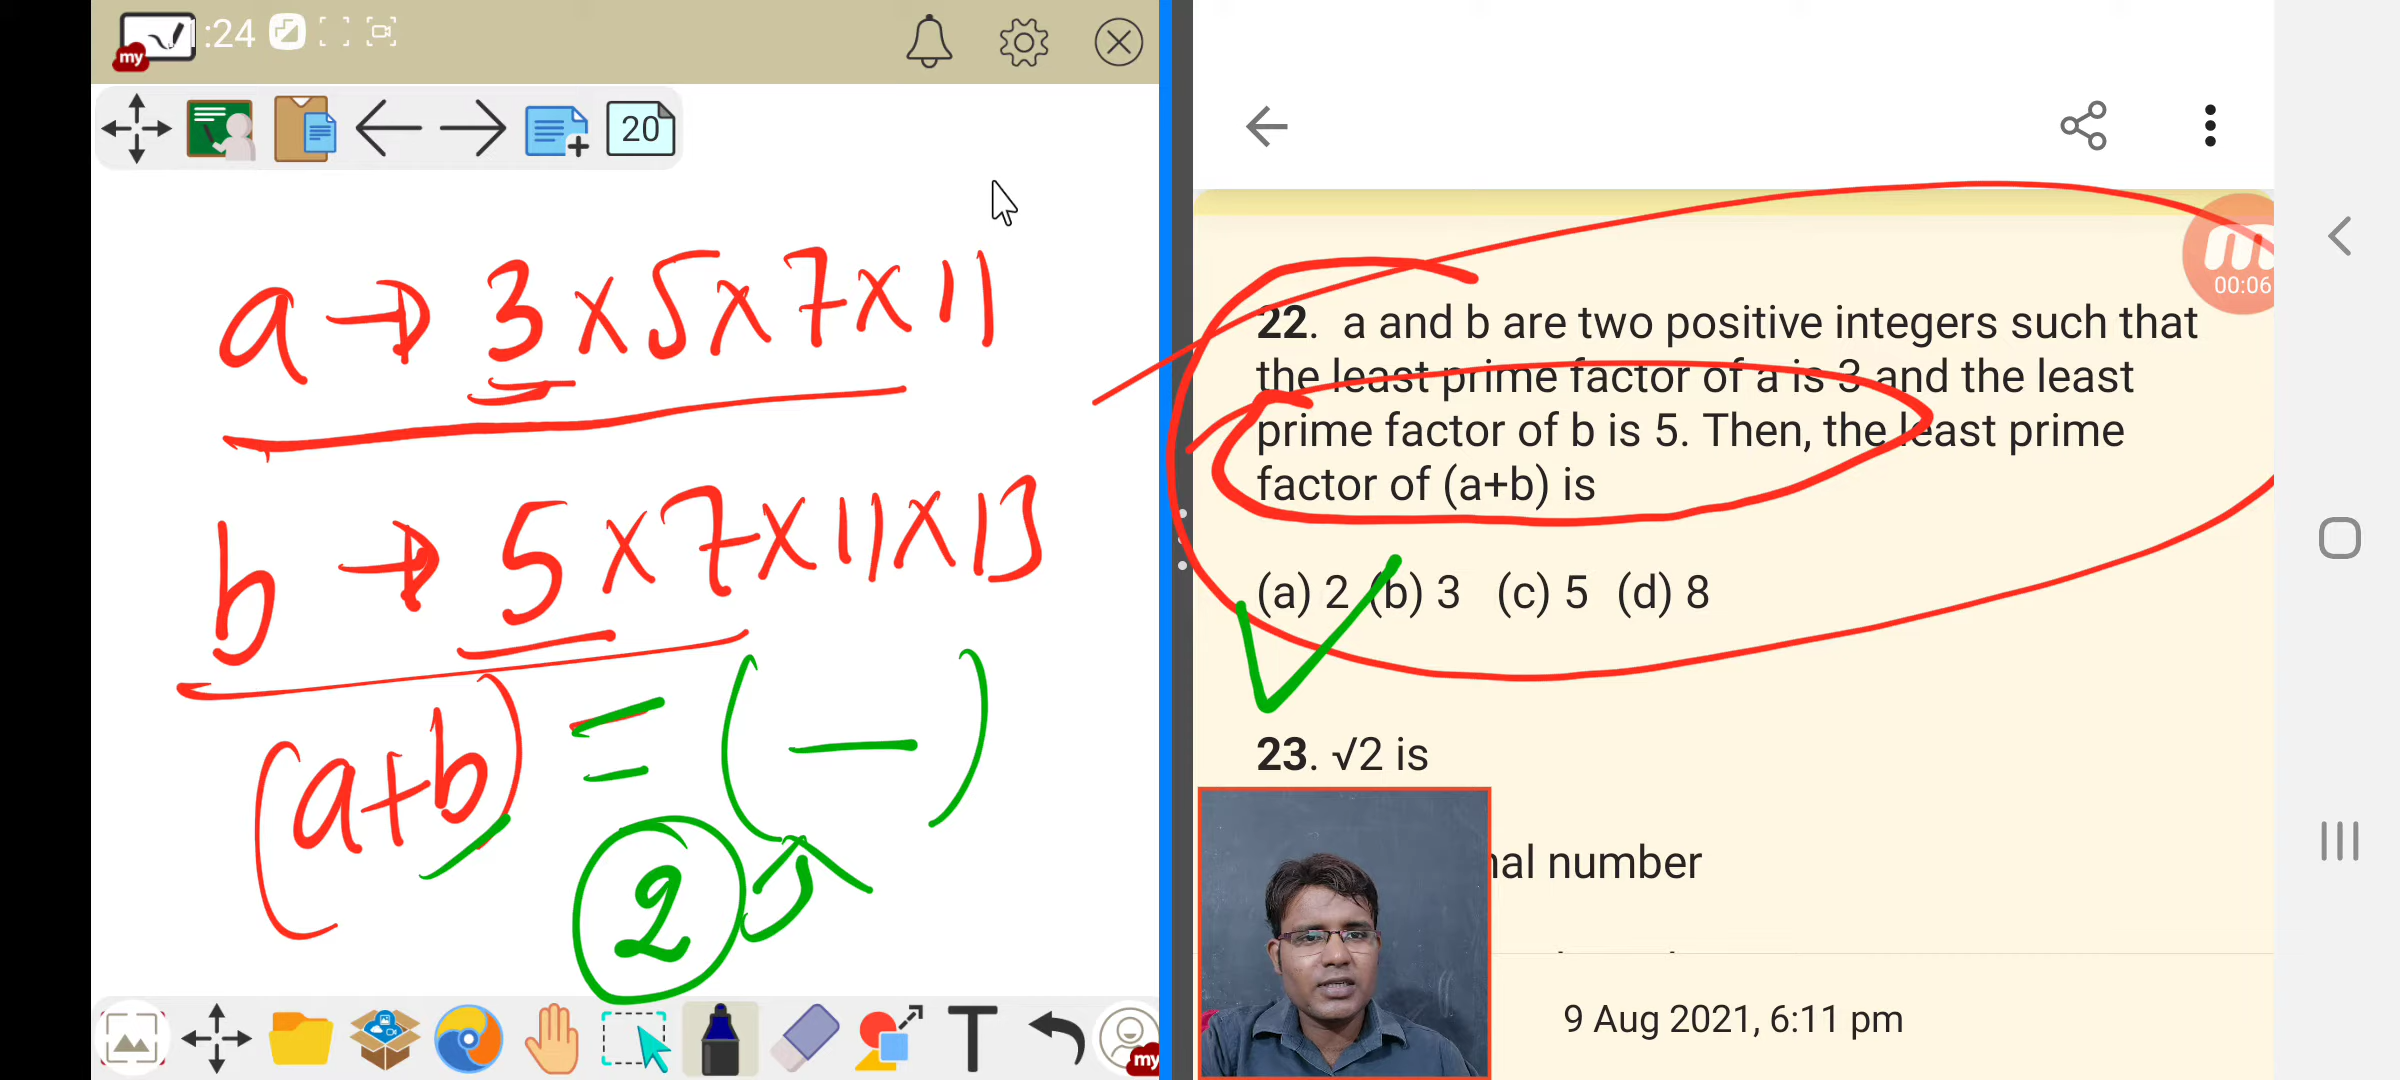 :24
my
20
a → 3 x 5 x 7 x 11
b → 5 x 7 x 11 x 13
(a+b) = ( — )
2
my
00:06
22. a and b are two positive integers such that
the least prime factor of a is 3 and the least
prime factor of b is 5. Then, the least prime
factor of (a+b) is
(a) 2 (b) 3 (c) 5 (d) 8
23. √2 is
nal number
9 Aug 2021, 6:11 pm
T